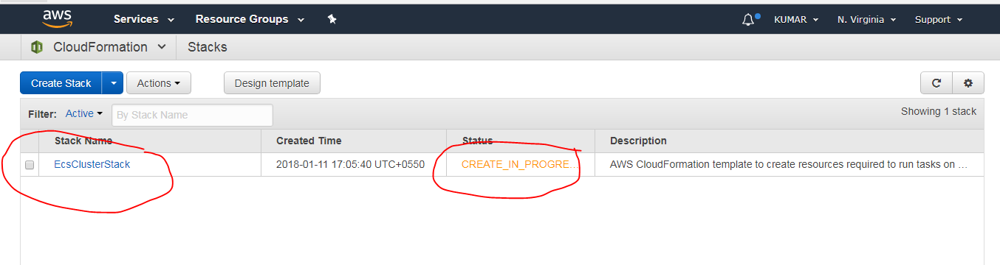 aws Services Resource Groups KUMAR N. Virginia Support
CloudFormation Stacks
Create Stack Actions Design template
Filter: Active By Stack Name Showing 1 stack
Stack Name Created Time Status Description
EcsClusterStack 2018-01-11 17:05:40 UTC+0550 CREATE_IN_PROGRE... AWS CloudFormation template to create resources required to run tasks on ...